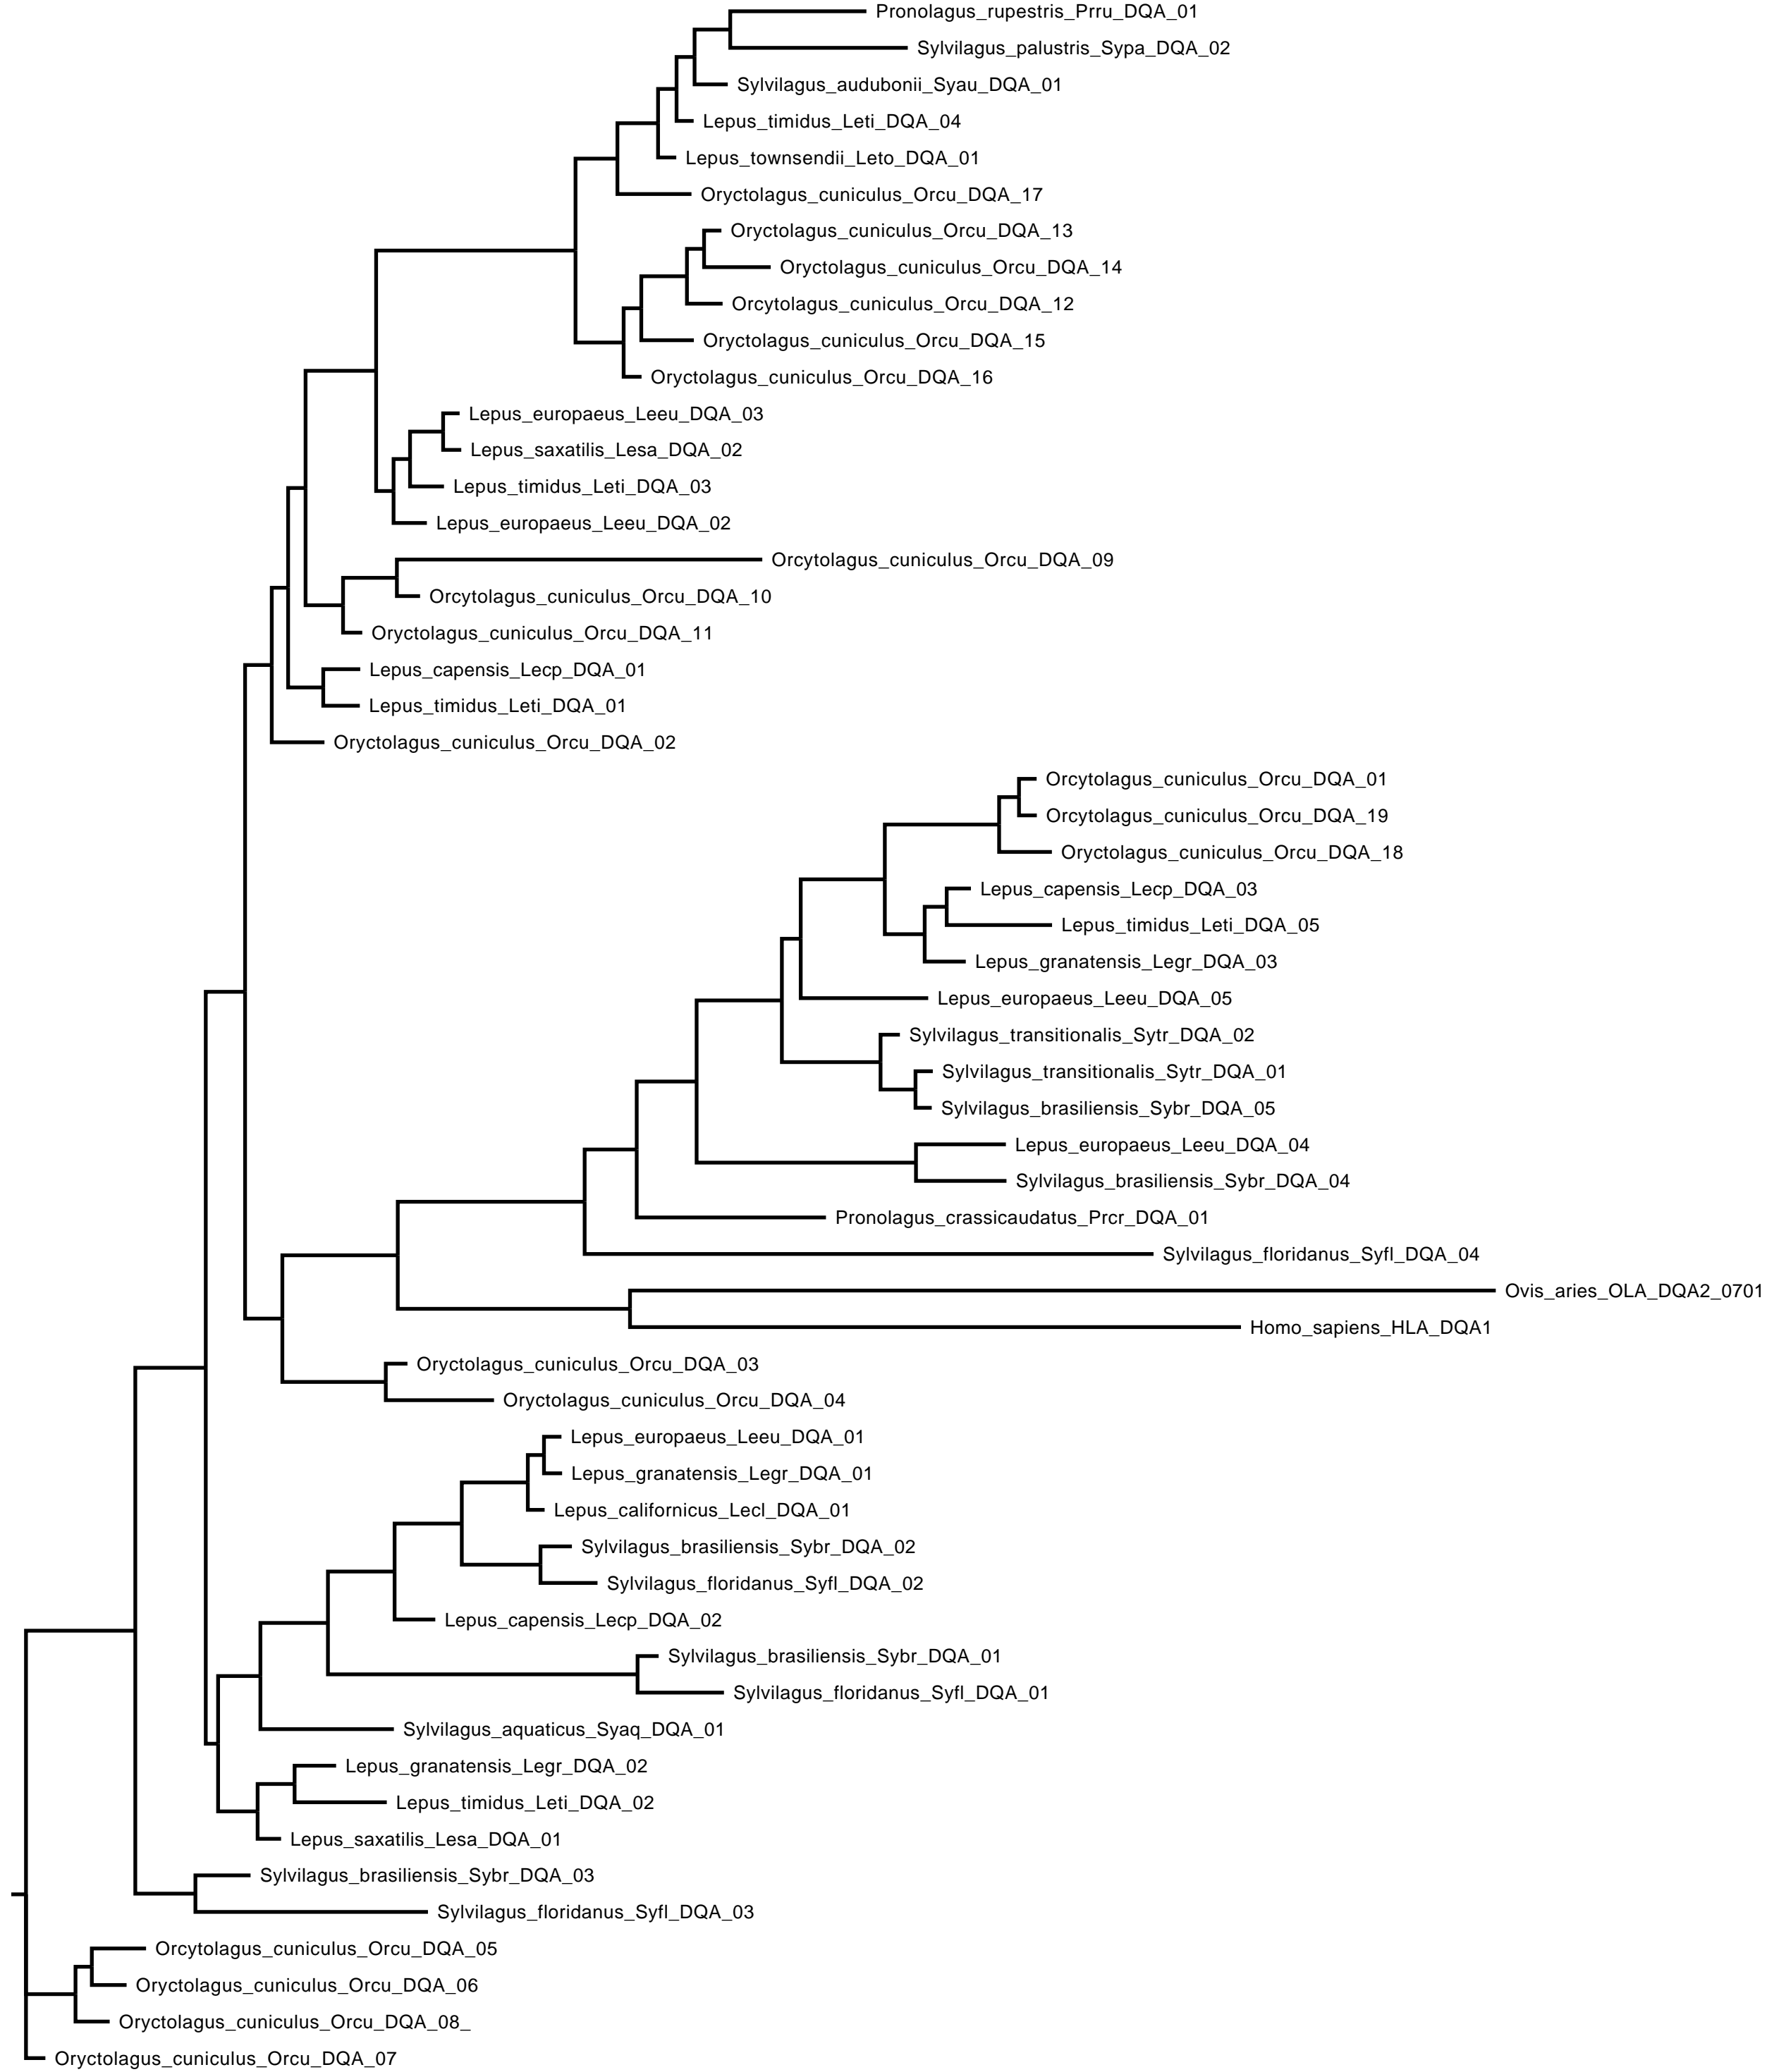 Pronolagus_rupestris_Prru_DQA_01
Sylvilagus_palustris_Sypa_DQA_02
Sylvilagus_audubonii_Syau_DQA_01
Lepus_timidus_Leti_DQA_04
Lepus_townsendii_Leto_DQA_01
Oryctolagus_cuniculus_Orcu_DQA_17
Oryctolagus_cuniculus_Orcu_DQA_13
Oryctolagus_cuniculus_Orcu_DQA_14
Orcytolagus_cuniculus_Orcu_DQA_12
Oryctolagus_cuniculus_Orcu_DQA_15
Oryctolagus_cuniculus_Orcu_DQA_16
Lepus_europaeus_Leeu_DQA_03
Lepus_saxatilis_Lesa_DQA_02
Lepus_timidus_Leti_DQA_03
Lepus_europaeus_Leeu_DQA_02
Orcytolagus_cuniculus_Orcu_DQA_09
Orcytolagus_cuniculus_Orcu_DQA_10
Oryctolagus_cuniculus_Orcu_DQA_11
Lepus_capensis_Lecp_DQA_01
Lepus_timidus_Leti_DQA_01
Oryctolagus_cuniculus_Orcu_DQA_02
Orcytolagus_cuniculus_Orcu_DQA_01
Orcytolagus_cuniculus_Orcu_DQA_19
Oryctolagus_cuniculus_Orcu_DQA_18
Lepus_capensis_Lecp_DQA_03
Lepus_timidus_Leti_DQA_05
Lepus_granatensis_Legr_DQA_03
Lepus_europaeus_Leeu_DQA_05
Sylvilagus_transitionalis_Sytr_DQA_02
Sylvilagus_transitionalis_Sytr_DQA_01
Sylvilagus_brasiliensis_Sybr_DQA_05
Lepus_europaeus_Leeu_DQA_04
Sylvilagus_brasiliensis_Sybr_DQA_04
Pronolagus_crassicaudatus_Prcr_DQA_01
Sylvilagus_floridanus_Syfl_DQA_04
Ovis_aries_OLA_DQA2_0701
Homo_sapiens_HLA_DQA1
Oryctolagus_cuniculus_Orcu_DQA_03
Oryctolagus_cuniculus_Orcu_DQA_04
Lepus_europaeus_Leeu_DQA_01
Lepus_granatensis_Legr_DQA_01
Lepus_californicus_Lecl_DQA_01
Sylvilagus_brasiliensis_Sybr_DQA_02
Sylvilagus_floridanus_Syfl_DQA_02
Lepus_capensis_Lecp_DQA_02
Sylvilagus_brasiliensis_Sybr_DQA_01
Sylvilagus_floridanus_Syfl_DQA_01
Sylvilagus_aquaticus_Syaq_DQA_01
Lepus_granatensis_Legr_DQA_02
Lepus_timidus_Leti_DQA_02
Lepus_saxatilis_Lesa_DQA_01
Sylvilagus_brasiliensis_Sybr_DQA_03
Sylvilagus_floridanus_Syfl_DQA_03
Orcytolagus_cuniculus_Orcu_DQA_05
Oryctolagus_cuniculus_Orcu_DQA_06
Oryctolagus_cuniculus_Orcu_DQA_08_
Oryctolagus_cuniculus_Orcu_DQA_07